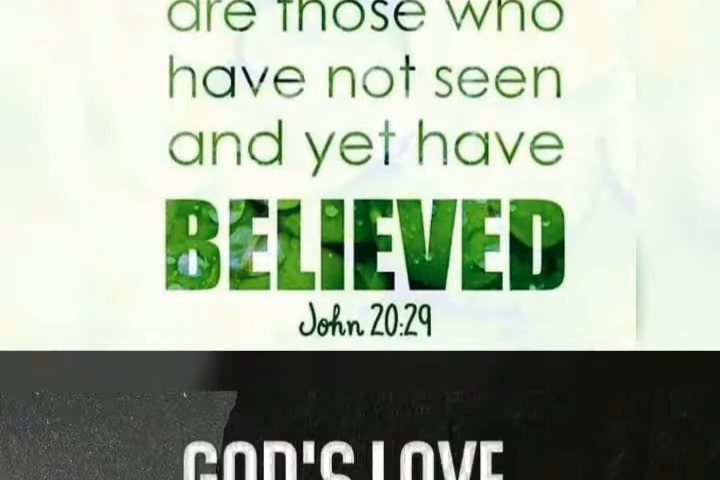 are those who
have not seen
and yet have
BELIEVED
John 20:29
GOD'S LOVE